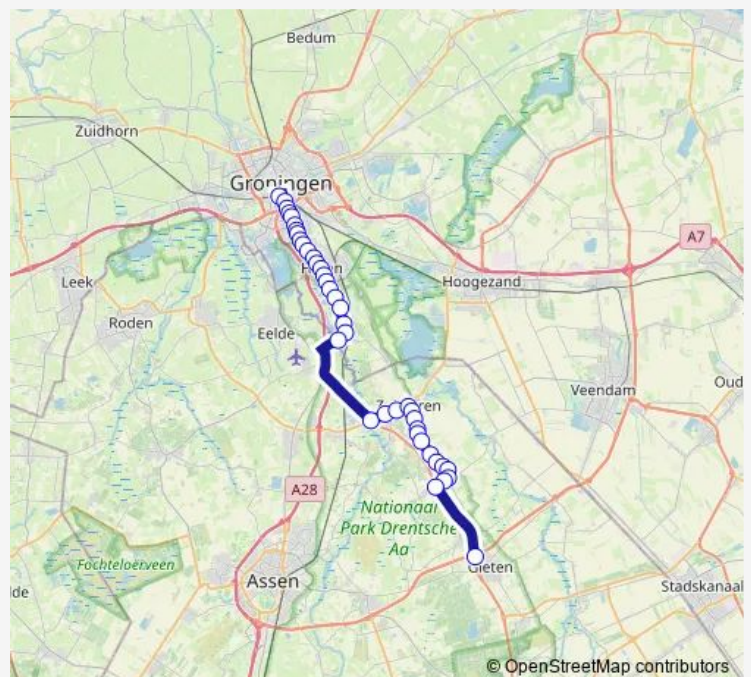 Bedum
Zuidhorn
Groningen
A7
Leek
Hoogezand
Roden
Eelde
Veendam
Oud
A28
Nationaal
Park Drentsche
Aa
Fochteloerveen
Assen
Gieten
lde
Stadskanaal
© OpenStreetMap contributors